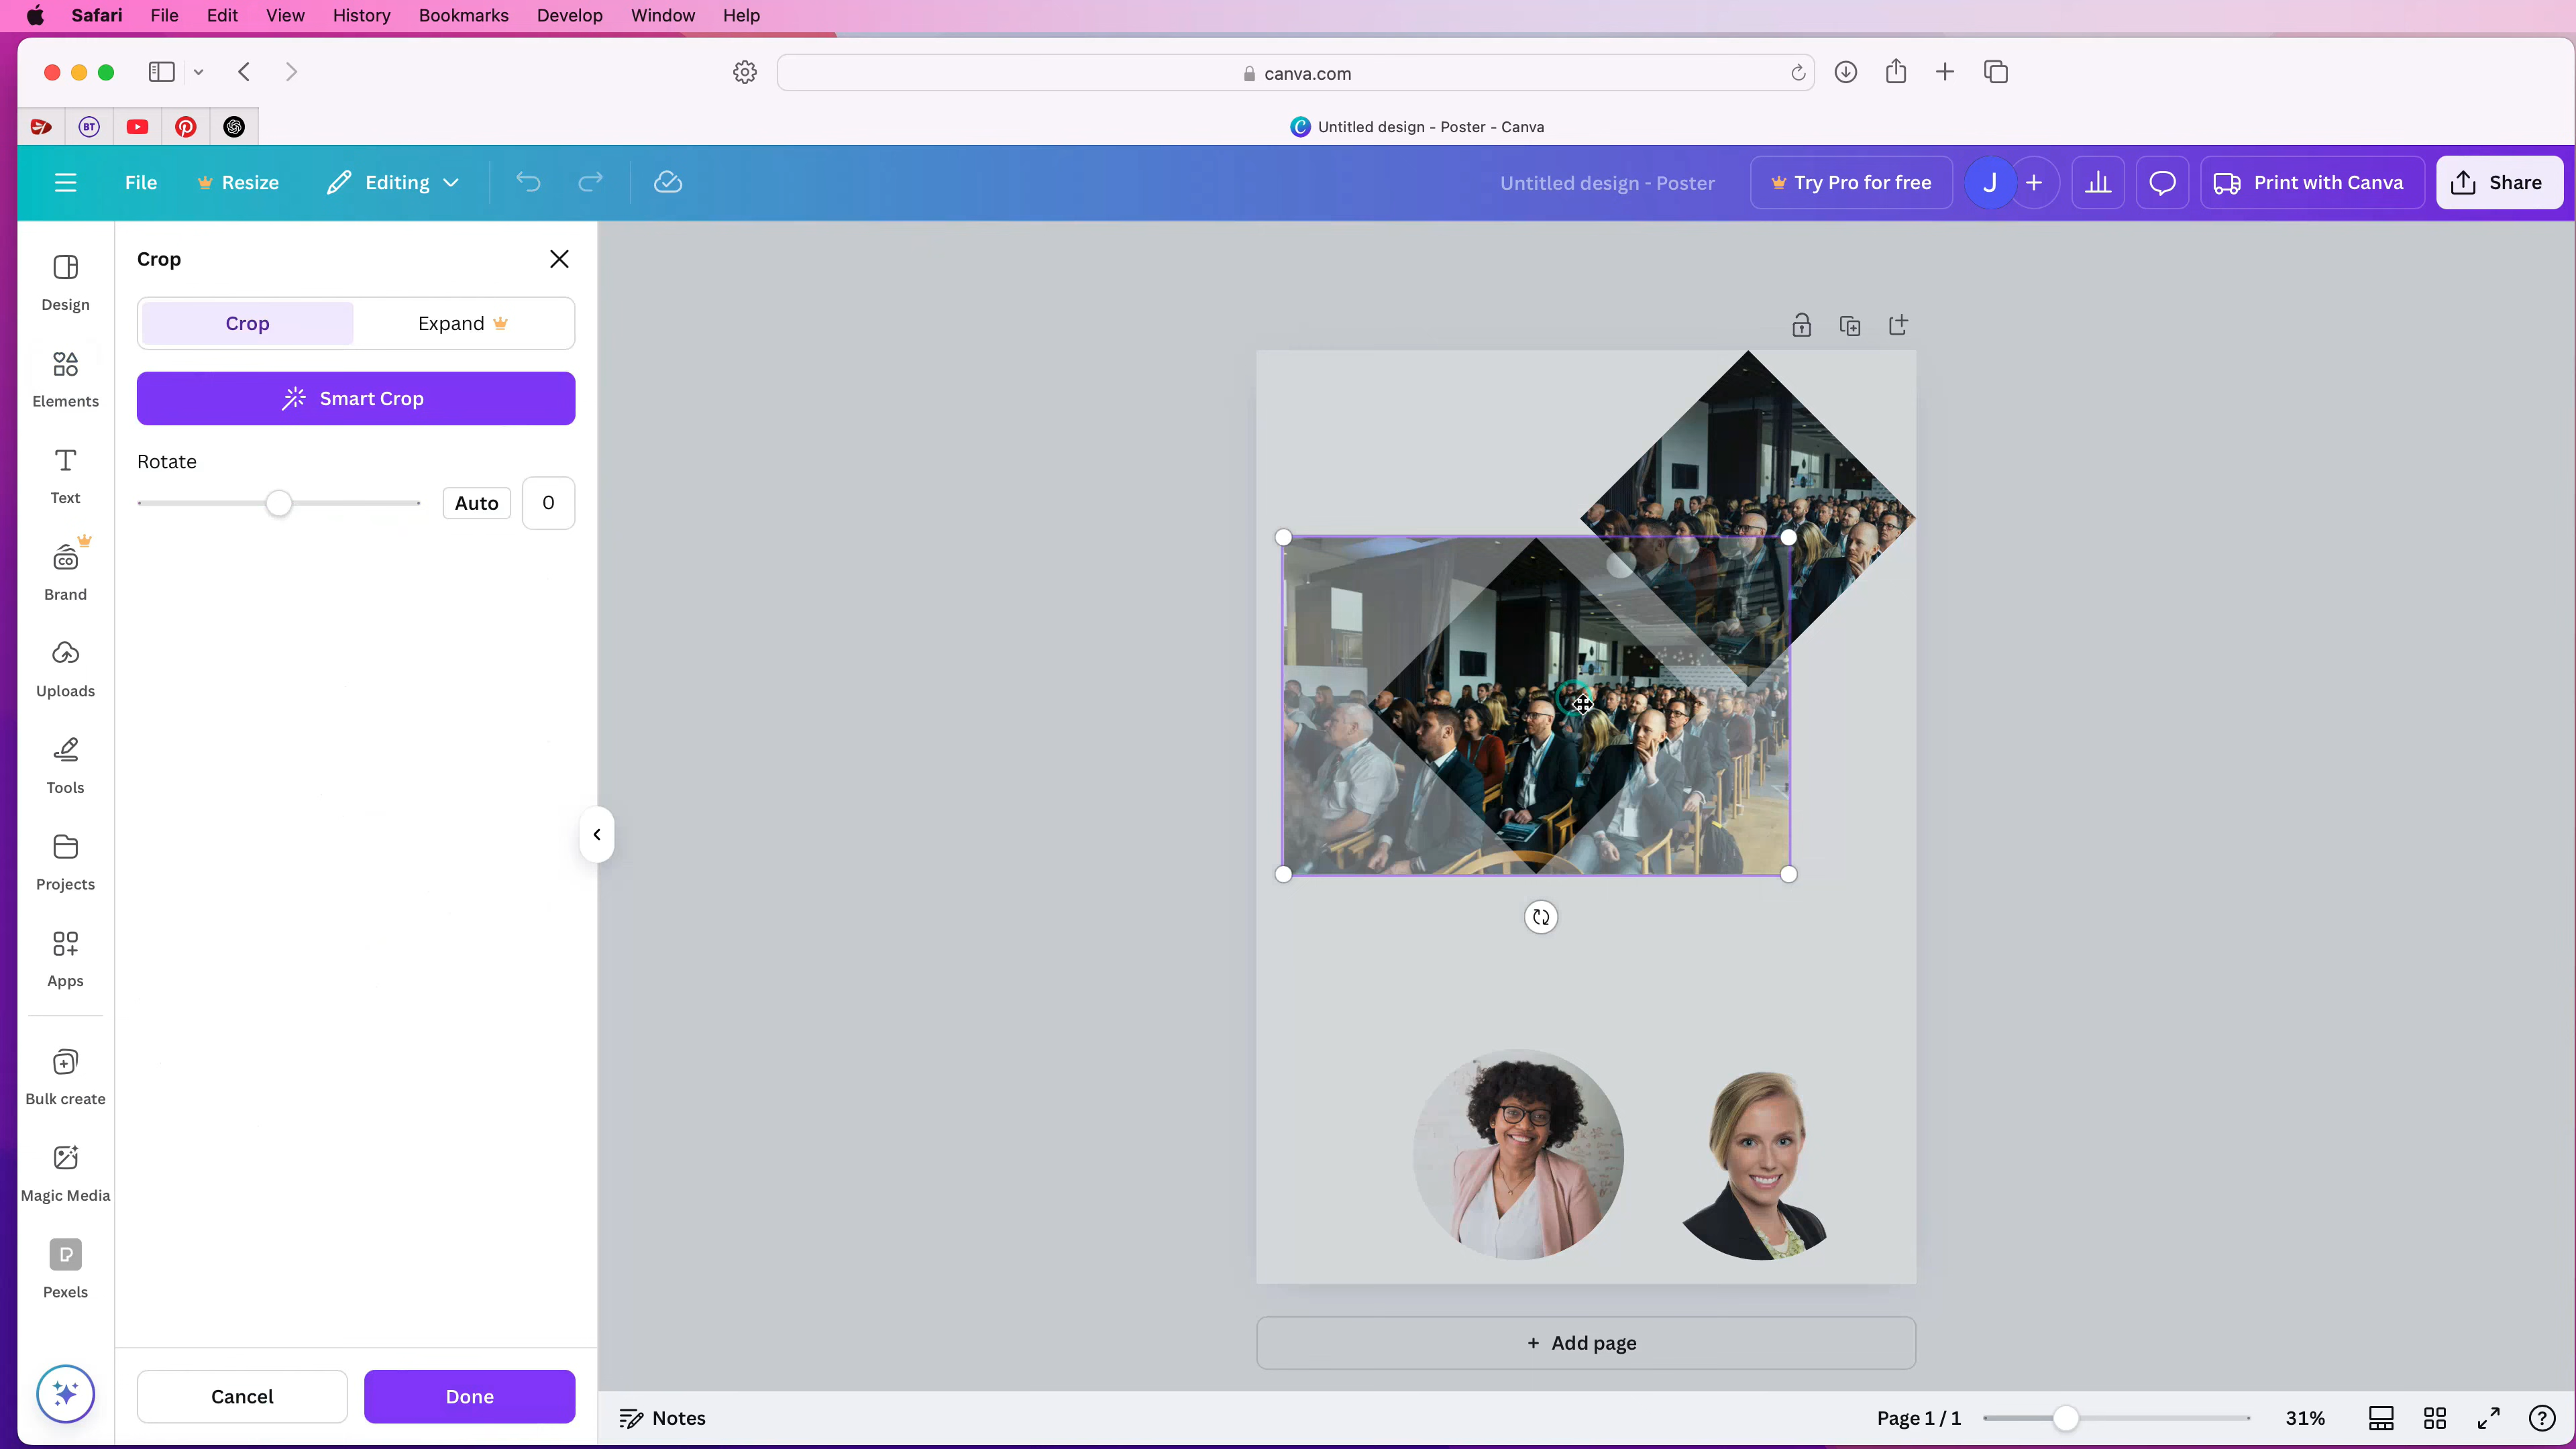 Safari File Edit View History Bookmarks Develop Window Help
canva.com
BT
Untitled design - Poster - Canva
File Resize Editing Untitled design - Poster Try Pro for free J + Print with Canva Share
Design
Elements
Text
CO
Brand
Uploads
Tools
Projects
Apps
Bulk create
Magic Media
P
Pexels
Crop
Crop Expand
Smart Crop
Rotate
Auto 0
Cancel Done
+ Add page
Notes Page 1 / 1 31% ?